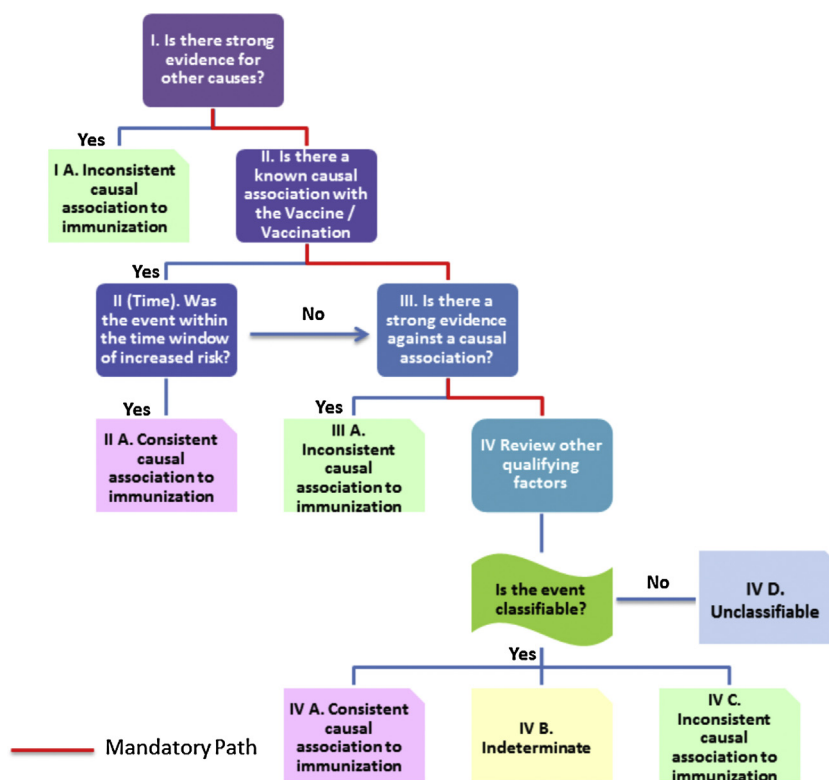 I. Is there strong
evidence for
other causes?
Yes
I A. Inconsistent
causal
association to
immunization
II. Is there a
known causal
association with
the Vaccine /
Vaccination
Yes
II (Time). Was
the event within
the time window
of increased risk?
No
III. Is there a
strong evidence
against a causal
association?
Yes
II A. Consistent
causal
association to
immunization
Yes
III A.
Inconsistent
causal
association to
immunization
IV Review other
qualifying
factors
Is the event
classifiable?
No
IV D.
Unclassifiable
Yes
IV A. Consistent
causal
association to
immunization
IV B.
Indeterminate
IV C.
Inconsistent
causal
association to
immunization
Mandatory Path